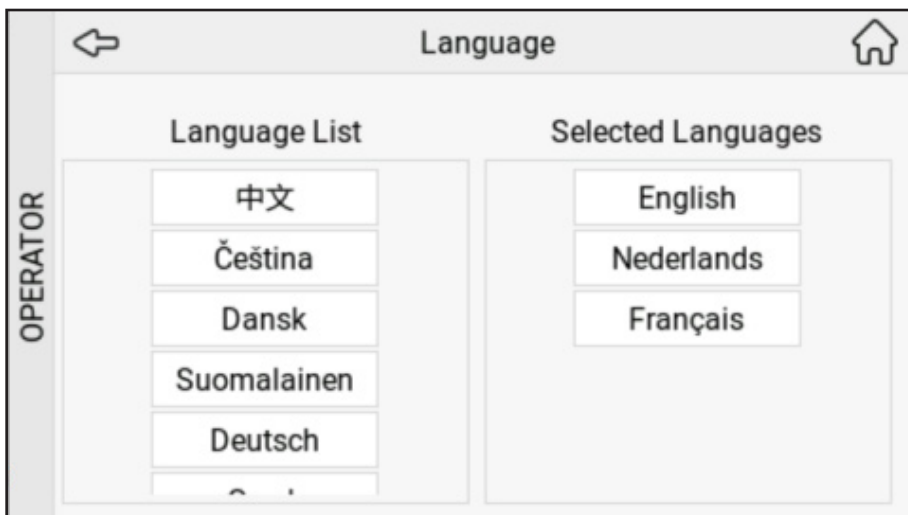 Language
OPERATOR
Language List
中文
Čeština
Dansk
Suomalainen
Deutsch
Selected Languages
English
Nederlands
Français